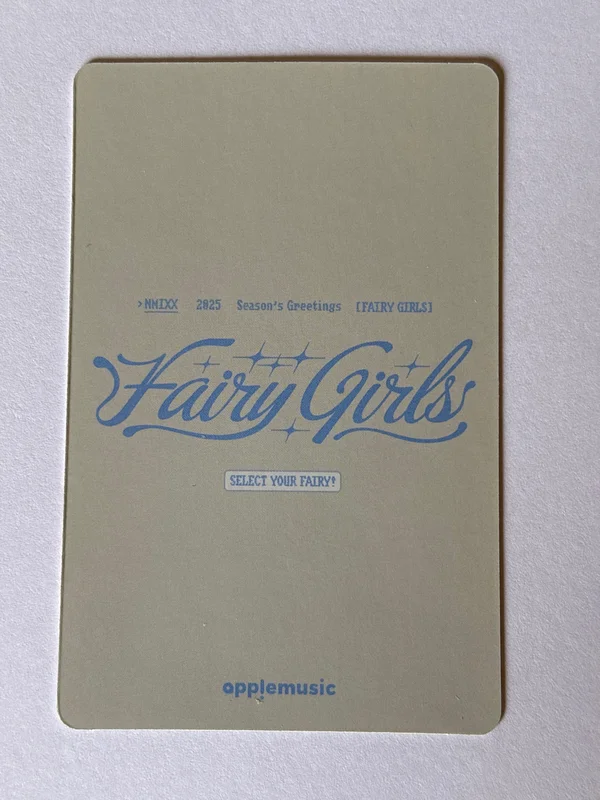 >NMIXX 2025 Season's Greetings [FAIRY GIRLS]
Fairy Girls
SELECT YOUR FAIRY!
applemusic